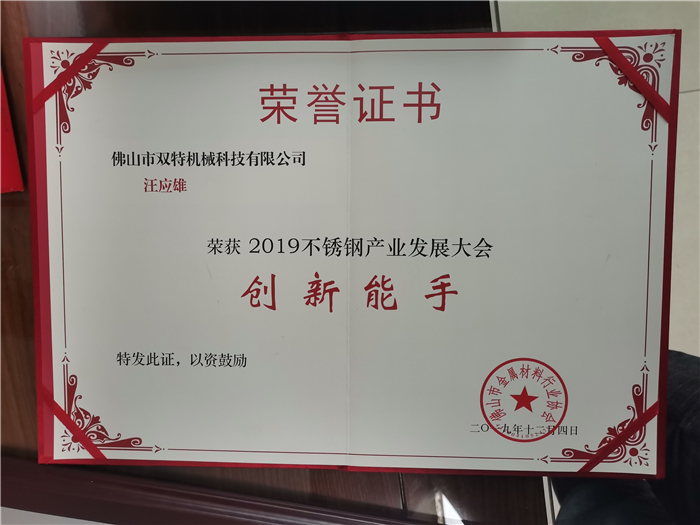 荣誉证书
佛山市双特机械科技有限公司
汪应雄
荣获 2019不锈钢产业发展大会
创新能手
特发此证，以资鼓励
佛山市金属材料行业协会
二〇一九年十二月四日